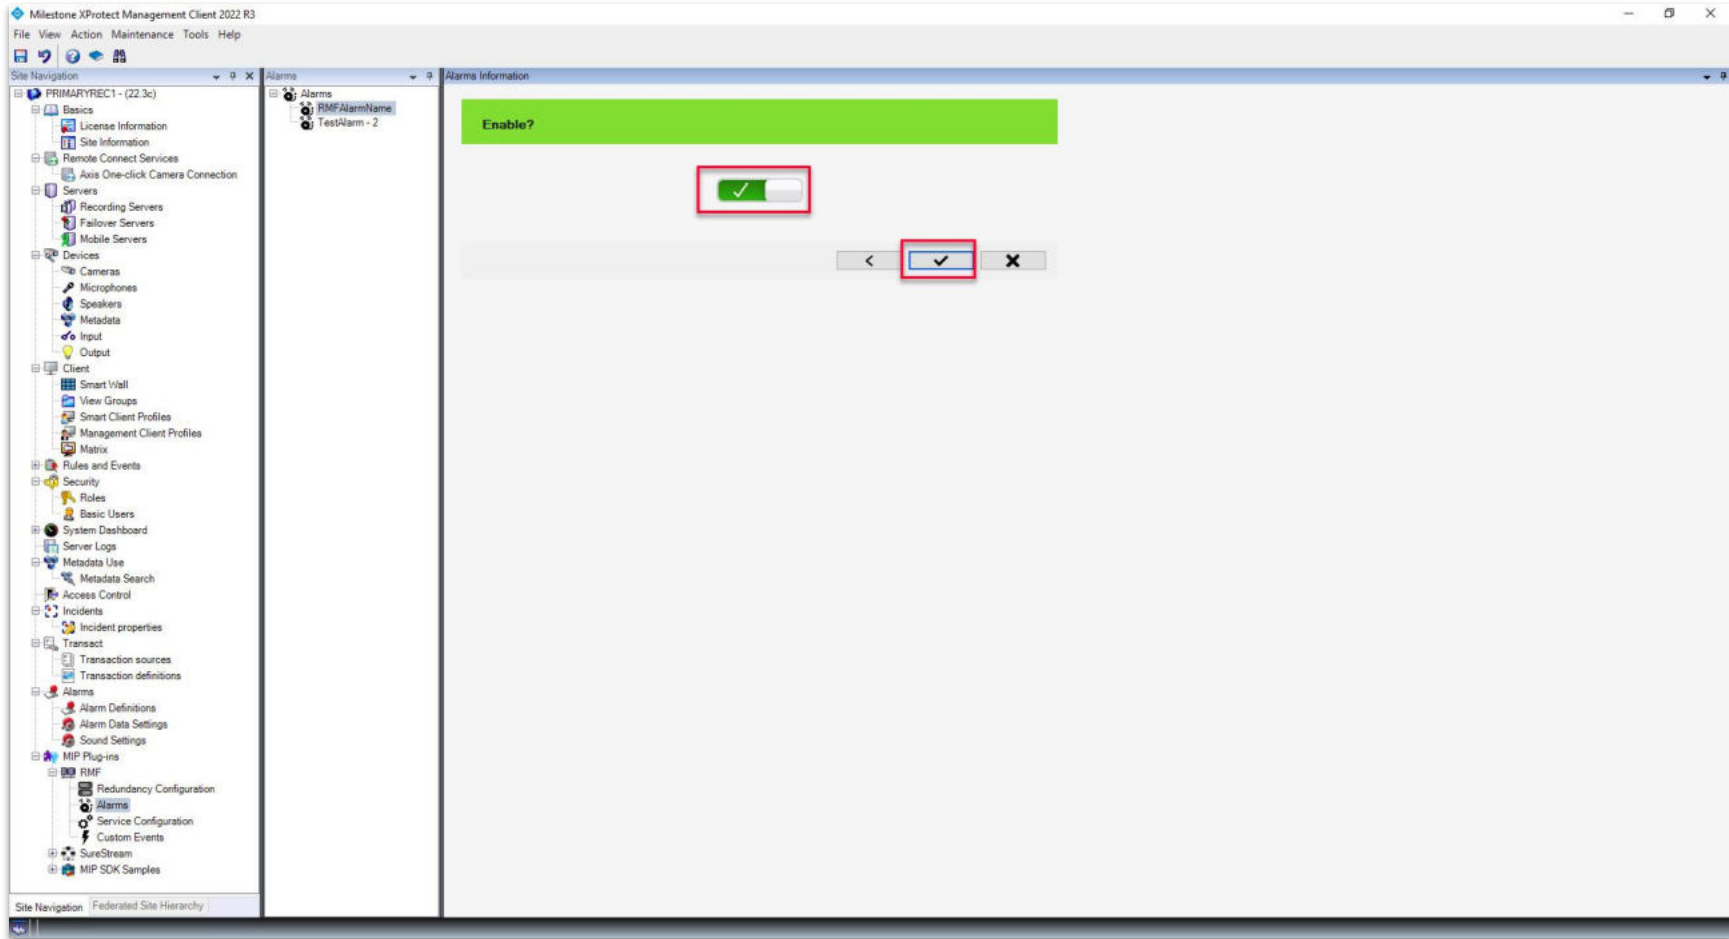 Milestone XProtect Management Client 2022 R3
File View Action Maintenance Tools Help
Site Navigation
Alarms
Alarms Information
PRIMARYREC1 - (22.3c)
Basics
License Information
Site Information
Remote Connect Services
Axis One-click Camera Connection
Servers
Recording Servers
Failover Servers
Mobile Servers
Devices
Cameras
Microphones
Speakers
Metadata
Input
Output
Client
Smart Wall
View Groups
Smart Client Profiles
Management Client Profiles
Matrix
Rules and Events
Security
Roles
Basic Users
System Dashboard
Server Logs
Metadata Use
Metadata Search
Access Control
Incidents
Incident properties
Transact
Transaction sources
Transaction definitions
Alarms
Alarm Definitions
Alarm Data Settings
Sound Settings
MIP Plug-ins
RMF
Redundancy Configuration
Alarms
Service Configuration
Custom Events
SureStream
MIP SDK Samples
Site Navigation
Federated Site Hierarchy
Alarms
RMFAlarmName
TestAlarm - 2
Enable?